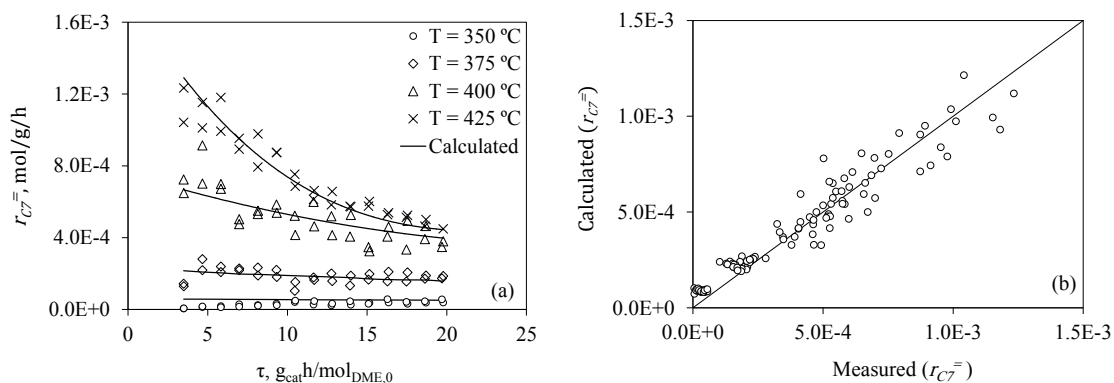 1.6E-3
1.2E-3
8.0E-4
4.0E-4
0.0E+0
r_{C7}^{=}, mol/g/h
T = 350 ºC
T = 375 ºC
T = 400 ºC
T = 425 ºC
Calculated
(a)
0 5 10 15 20 25
τ, g_{cat}h/mol_{DME,0}
1.5E-3
1.0E-3
5.0E-4
0.0E+0
Calculated (r_{C7}^{=})
(b)
0.0E+0 5.0E-4 1.0E-3 1.5E-3
Measured (r_{C7}^{=})